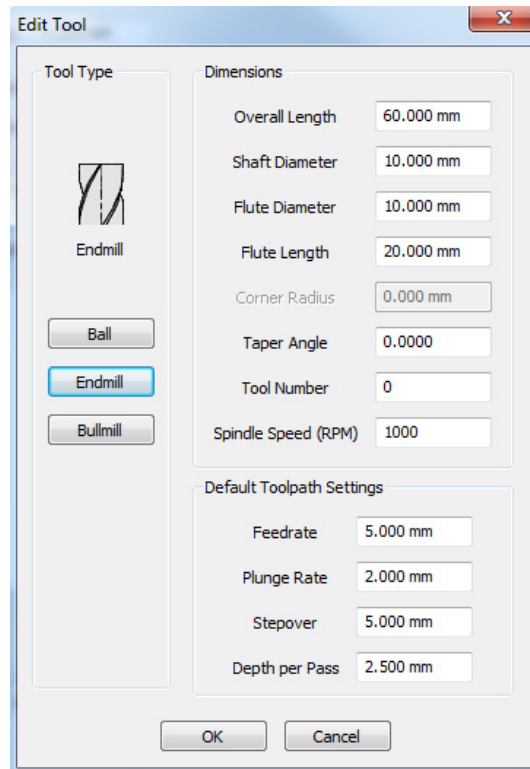 Edit Tool
Tool Type
Endmill
Ball
Endmill
Bullmill
Dimensions
Overall Length 60.000 mm
Shaft Diameter 10.000 mm
Flute Diameter 10.000 mm
Flute Length 20.000 mm
Corner Radius 0.000 mm
Taper Angle 0.0000
Tool Number 0
Spindle Speed (RPM) 1000
Default Toolpath Settings
Feedrate 5.000 mm
Plunge Rate 2.000 mm
Stepover 5.000 mm
Depth per Pass 2.500 mm
OK Cancel